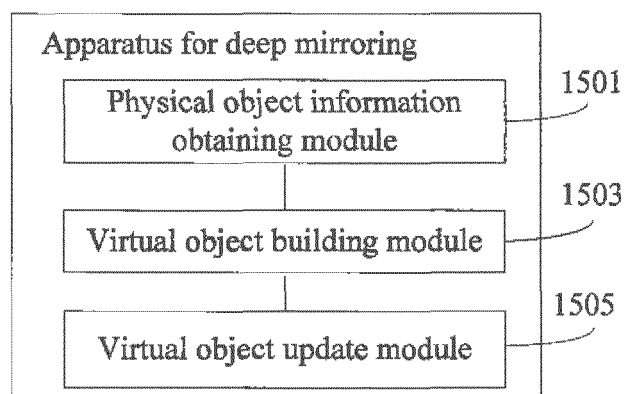 Apparatus for deep mirroring
Physical object information
obtaining module
1501
Virtual object building module
1503
Virtual object update module
1505